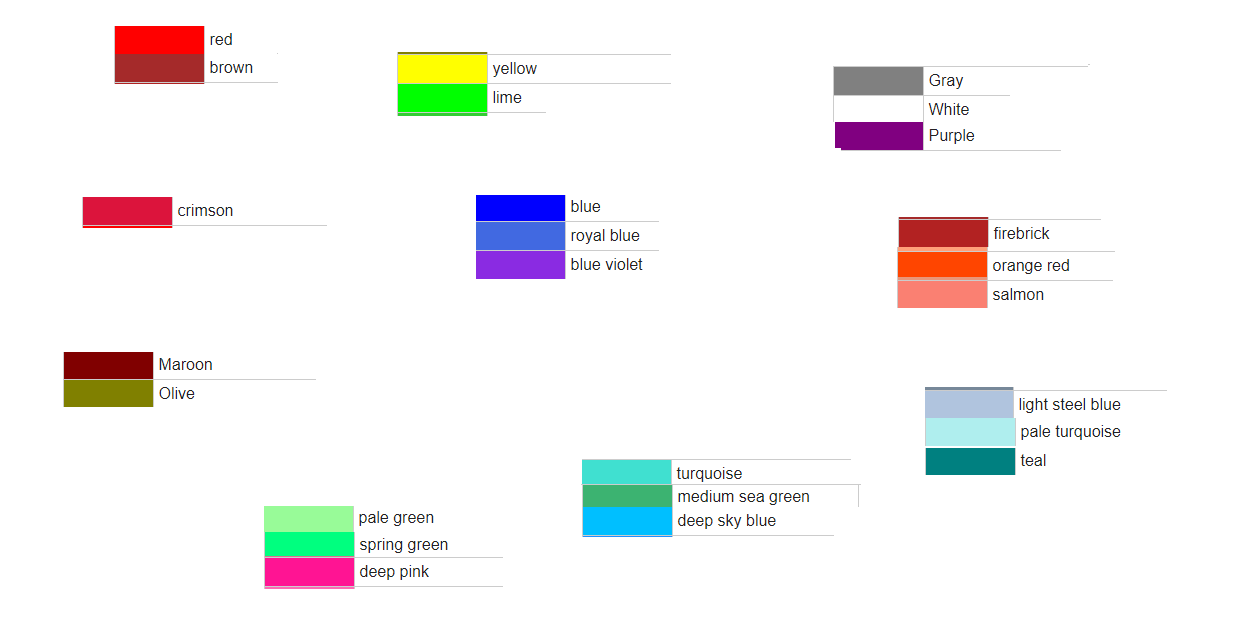 red
brown
yellow
lime
Gray
White
Purple
crimson
blue
royal blue
blue violet
firebrick
orange red
salmon
Maroon
Olive
light steel blue
pale turquoise
teal
turquoise
medium sea green
deep sky blue
pale green
spring green
deep pink